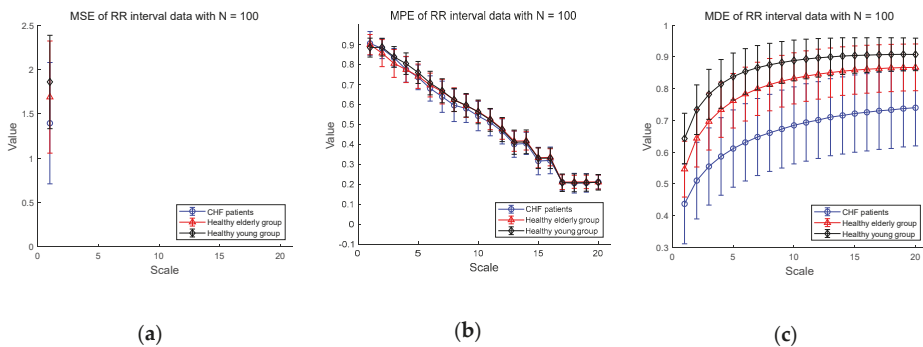 MSE of RR interval data with N = 100
Value
2.5
2
1.5
1
0.5
0
0 5 10 15 20
Scale
CHF patients
Healthy elderly group
Healthy young group
(a)
MPE of RR interval data with N = 100
Value
0.9
0.8
0.7
0.6
0.5
0.4
0.3
0.2
0.1
0
-0.1
0 5 10 15 20
Scale
CHF patients
Healthy elderly group
Healthy young group
(b)
MDE of RR interval data with N = 100
Value
1
0.9
0.8
0.7
0.6
0.5
0.4
0.3
0 5 10 15 20
Scale
CHF patients
Healthy elderly group
Healthy young group
(c)